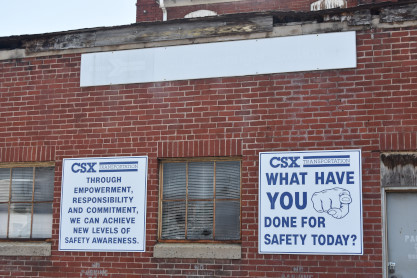 CSX
THROUGH
EMPOWERMENT,
RESPONSIBILITY
AND COMMITMENT,
WE CAN ACHIEVE
NEW LEVELS OF
SAFETY AWARENESS.
CSX TRANSPORTATION
WHAT HAVE
YOU
DONE FOR
SAFETY TODAY?